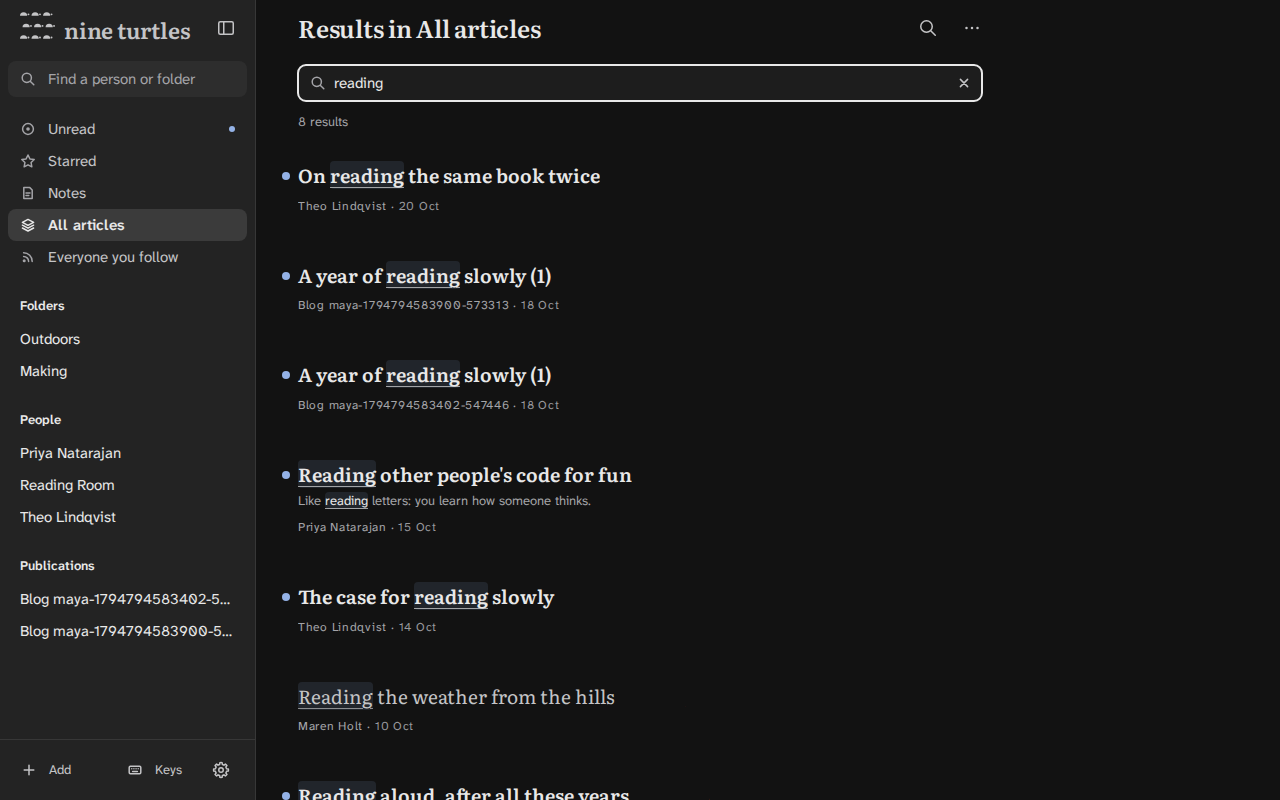 nine turtles
Find a person or folder
Unread
Starred
Notes
All articles
Everyone you follow
Folders
Outdoors
Making
People
Priya Natarajan
Reading Room
Theo Lindqvist
Publications
Blog maya-1794794583402-5...
Blog maya-1794794583900-5...
Add
Keys
Results in All articles
reading
8 results
On reading the same book twice
Theo Lindqvist · 20 Oct
A year of reading slowly (1)
Blog maya-1794794583900-573313 · 18 Oct
A year of reading slowly (1)
Blog maya-1794794583402-547446 · 18 Oct
Reading other people's code for fun
Like reading letters: you learn how someone thinks.
Priya Natarajan · 15 Oct
The case for reading slowly
Theo Lindqvist · 14 Oct
Reading the weather from the hills
Maren Holt · 10 Oct
Reading aloud, after all these years